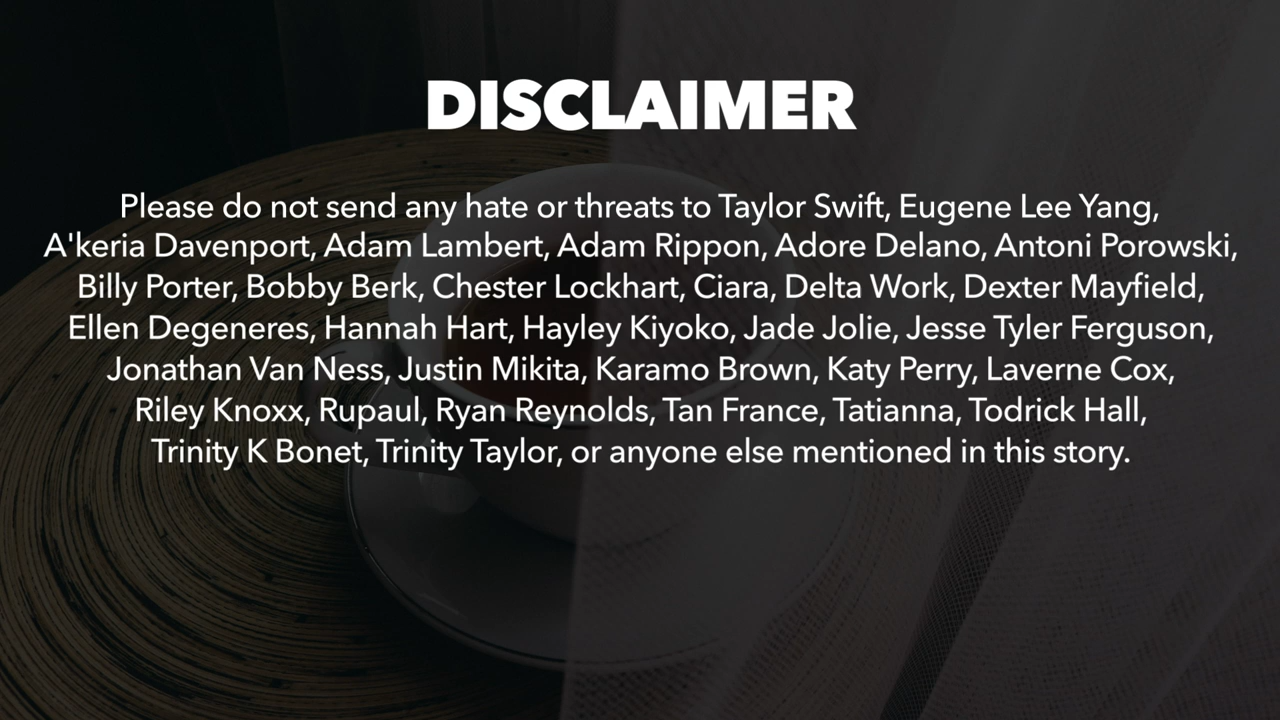 DISCLAIMER
Please do not send any hate or threats to Taylor Swift, Eugene Lee Yang,
A'keria Davenport, Adam Lambert, Adam Rippon, Adore Delano, Antoni Porowski,
Billy Porter, Bobby Berk, Chester Lockhart, Ciara, Delta Work, Dexter Mayfield,
Ellen Degeneres, Hannah Hart, Hayley Kiyoko, Jade Jolie, Jesse Tyler Ferguson,
Jonathan Van Ness, Justin Mikita, Karamo Brown, Katy Perry, Laverne Cox,
Riley Knoxx, Rupaul, Ryan Reynolds, Tan France, Tatianna, Todrick Hall,
Trinity K Bonet, Trinity Taylor, or anyone else mentioned in this story.